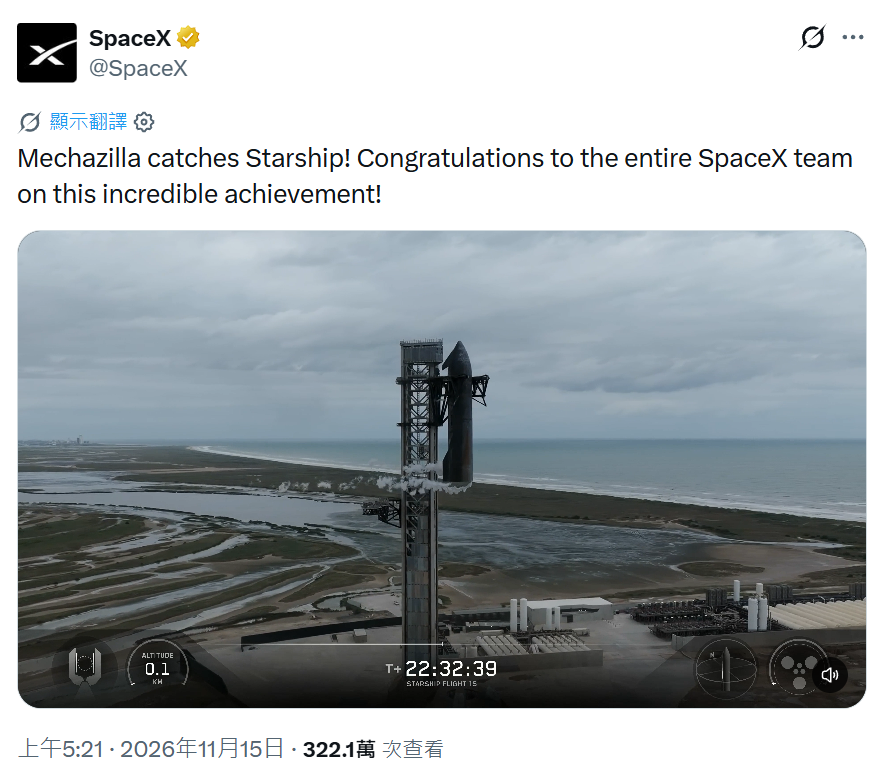 SpaceX
@SpaceX
顯示翻譯
Mechazilla catches Starship! Congratulations to the entire SpaceX team
on this incredible achievement!
ALTITUDE
0.1
KM
T+ 22:32:39
STARSHIP FLIGHT 15
N
上午5:21 · 2026年11月15日 · 322.1萬 次查看